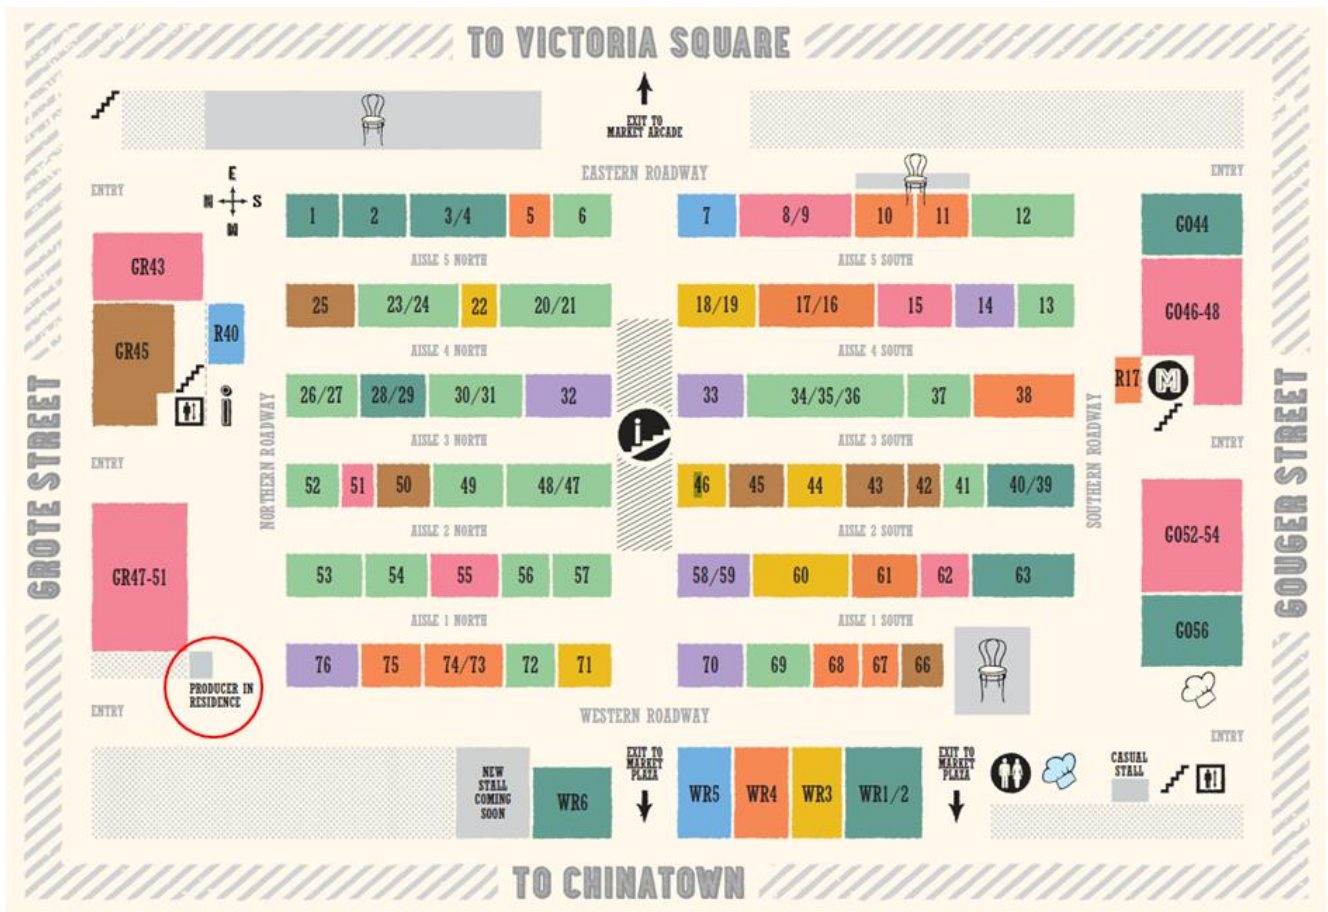 TO VICTORIA SQUARE
EXIT TO
MARKET ARCADE
EASTERN ROADWAY
ENTRY
ENTRY
E
N S
W
1 2 3/4 5 6
7 8/9 10 11 12
GO44
AISLE 5 NORTH
AISLE 5 SOUTH
GR43
25 23/24 22 20/21
18/19 17/16 15 14 13
GO46-48
R40
GR45
AISLE 4 NORTH
AISLE 4 SOUTH
i
26/27 28/29 30/31 32
33 34/35/36 37 38
R17
M
AISLE 3 NORTH
i
AISLE 3 SOUTH
ENTRY
ENTRY
GROTE STREET
NORTHERN ROADWAY
SOUTHERN ROADWAY
GOUGER STREET
52 51 50 49 48/47
46 45 44 43 42 41 40/39
AISLE 2 NORTH
AISLE 2 SOUTH
GO52-54
GR47-51
53 54 55 56 57
58/59 60 61 62 63
AISLE 1 NORTH
AISLE 1 SOUTH
GO56
76 75 74/73 72 71
70 69 68 67 66
PRODUCER IN
RESIDENCE
ENTRY
WESTERN ROADWAY
ENTRY
NEW
STALL
COMING
SOON
WR6
EXIT TO
MARKET
PLAZA
WR5 WR4 WR3 WR1/2
EXIT TO
MARKET
PLAZA
CASUAL
STALL
TO CHINATOWN